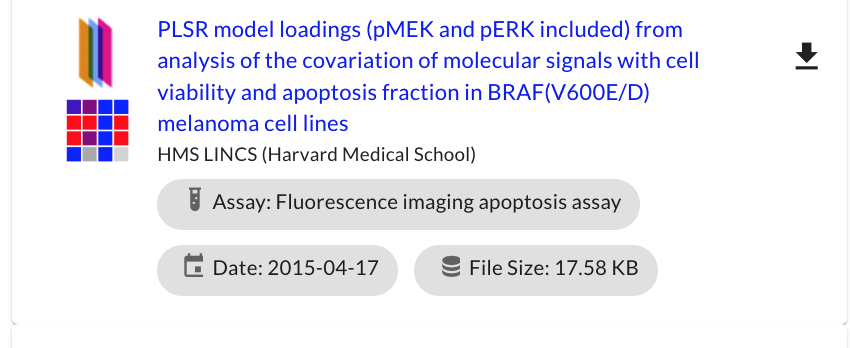 PLSR model loadings (pMEK and pERK included) from
analysis of the covariation of molecular signals with cell
viability and apoptosis fraction in BRAF(V600E/D)
melanoma cell lines
HMS LINCS (Harvard Medical School)
Assay: Fluorescence imaging apoptosis assay
Date: 2015-04-17
File Size: 17.58 KB